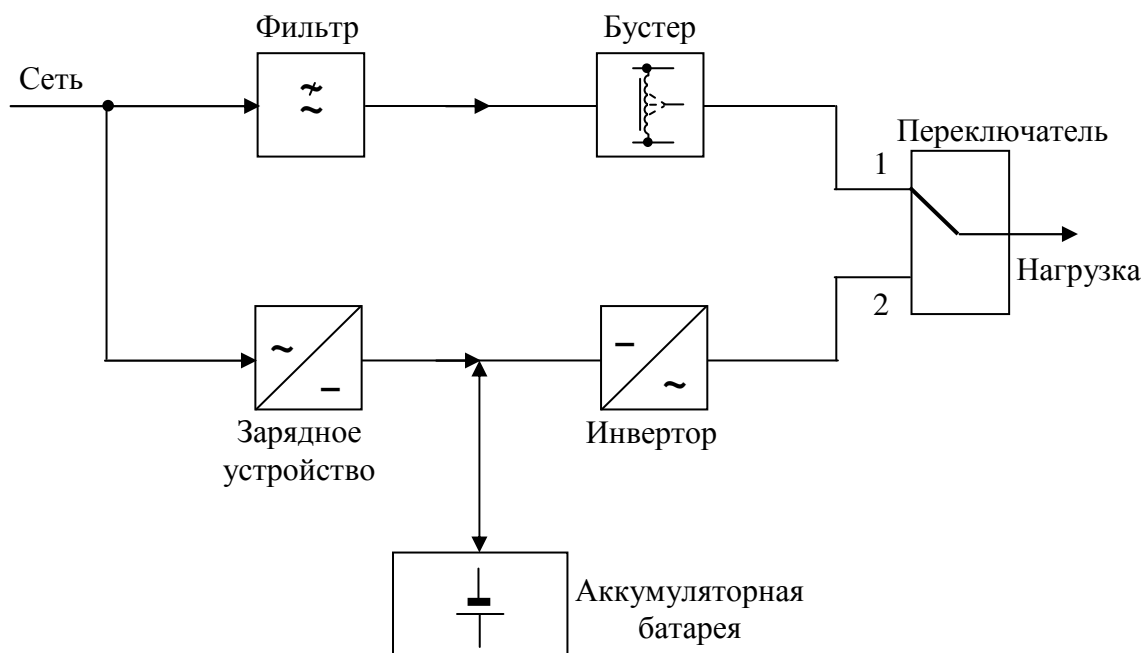 Фильтр
Бустер
Сеть
Переключатель
1
Нагрузка
2
Зарядное
устройство
Инвертор
Аккумуляторная
батарея